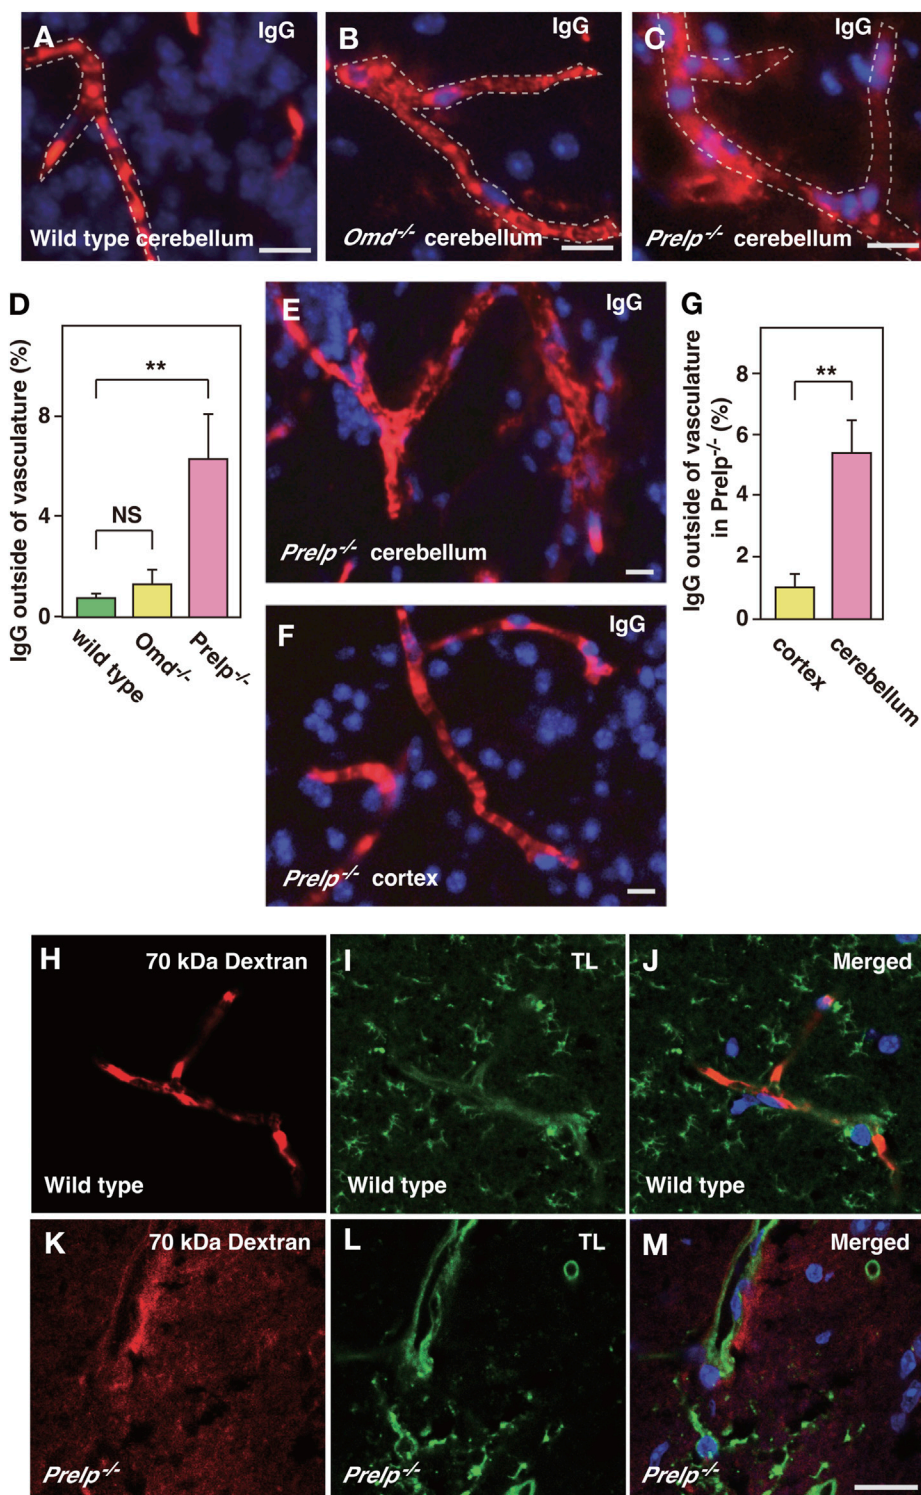 A
IgG
Wild type cerebellum
B
IgG
Omd-/- cerebellum
C
IgG
Prelp-/- cerebellum
D
IgG outside of vasculature (%)
8
4
0
**
NS
wild type
Omd-/-
Prelp-/-
E
IgG
Prelp-/- cerebellum
F
IgG
Prelp-/- cortex
G
IgG outside of vasculature
in Prelp-/- (%)
8
6
4
2
0
**
cortex
cerebellum
H
70 kDa Dextran
Wild type
I
TL
Wild type
J
Merged
Wild type
K
70 kDa Dextran
Prelp-/-
L
TL
Prelp-/-
M
Merged
Prelp-/-